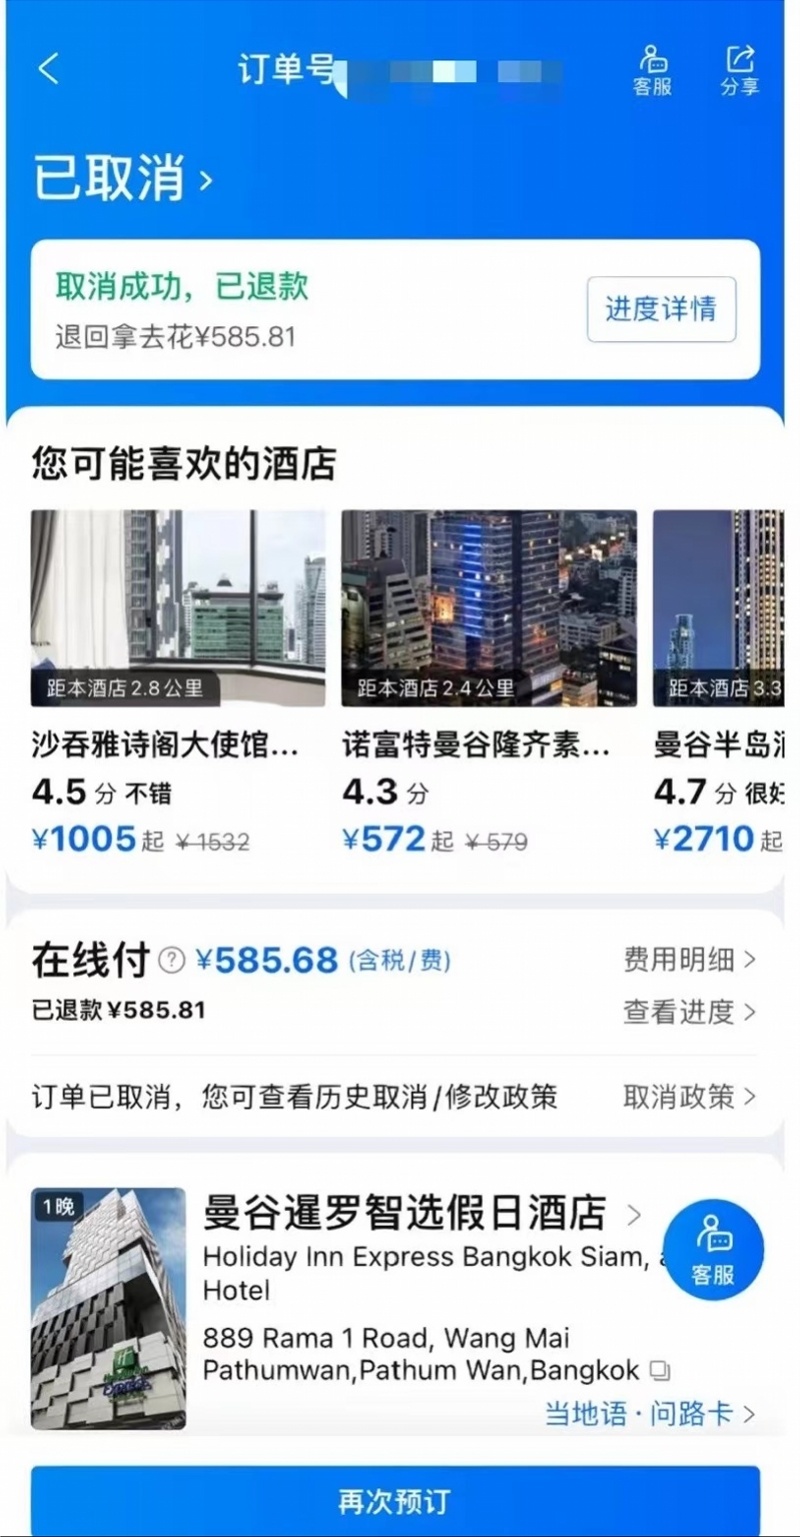 订单号
客服
分享
已取消
取消成功，已退款
退回拿去花¥585.81
进度详情
您可能喜欢的酒店
距本酒店2.8公里
距本酒店2.4公里
距本酒店3.3
沙吞雅诗阁大使馆...
诺富特曼谷隆齐素...
曼谷半岛
4.5分 不错
4.3分
4.7分 很好
¥1005起 ¥1532
¥572起 ¥579
¥2710起
在线付 ? ¥585.68 (含税/费)
费用明细
已退款¥585.81
查看进度
订单已取消，您可查看历史取消/修改政策
取消政策
1晚
曼谷暹罗智选假日酒店
Holiday Inn Express Bangkok Siam,
Hotel
客服
889 Rama 1 Road, Wang Mai
Pathumwan,Pathum Wan,Bangkok
当地语·问路卡
再次预订